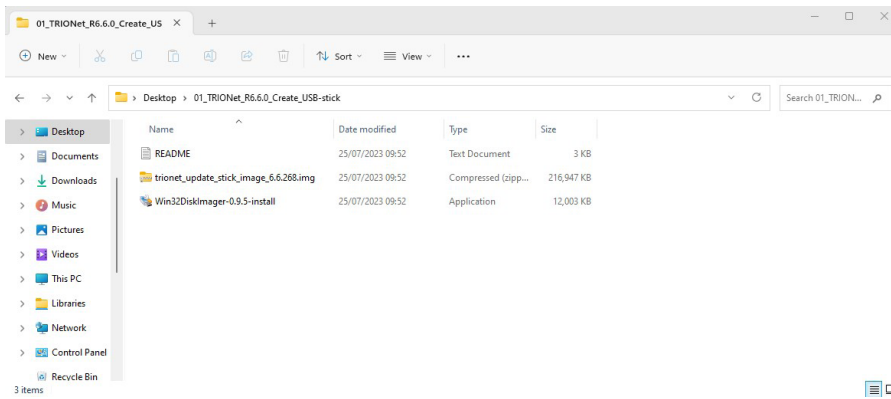 01_TRIONet_R6.6.0_Create_US
New
Sort
View
Desktop > 01_TRIONet_R6.6.0_Create_USB-stick
Search 01_TRION...
Name Date modified Type Size
Desktop
Documents
Downloads
Music
Pictures
Videos
This PC
Libraries
Network
Control Panel
Recycle Bin
README 25/07/2023 09:52 Text Document 3 KB
trionet_update_stick_image_6.6.268.img 25/07/2023 09:52 Compressed (zipp... 216,947 KB
Win32DiskImager-0.9.5-install 25/07/2023 09:52 Application 12,003 KB
3 items